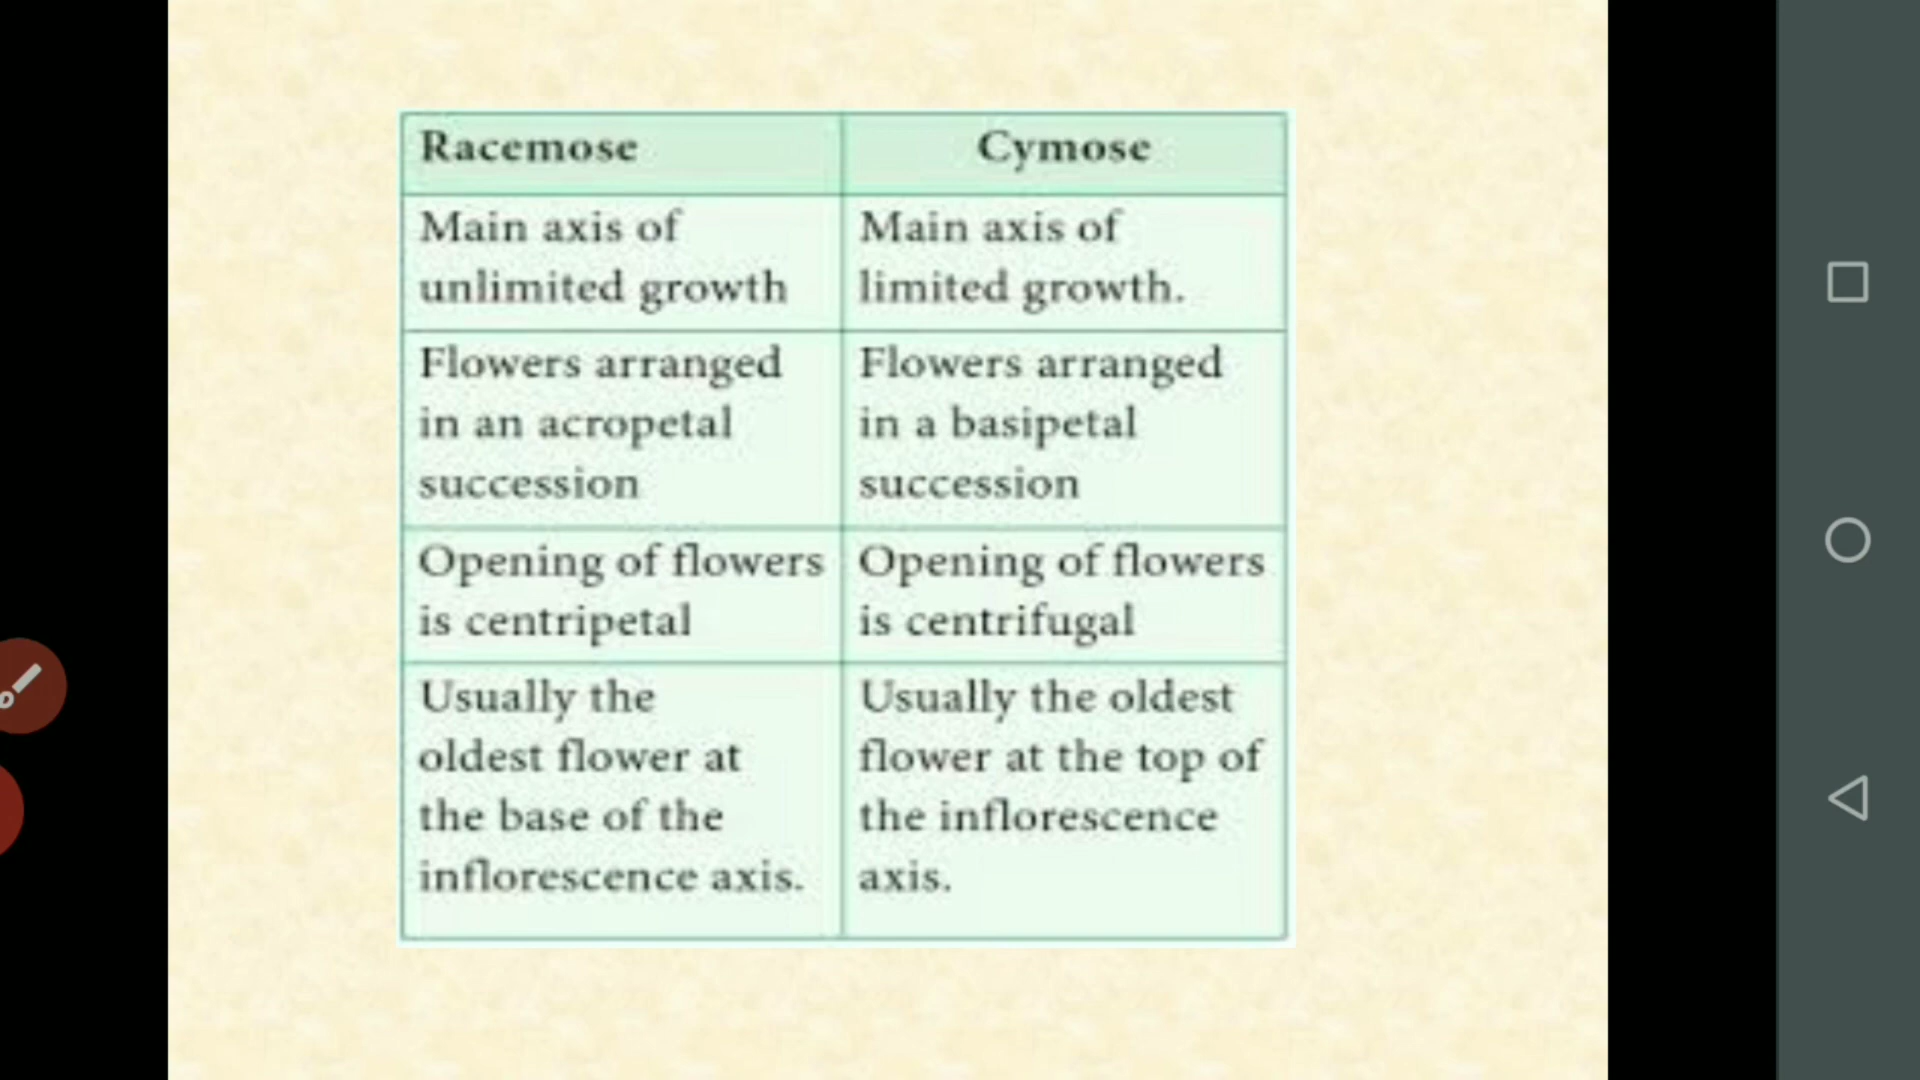 Racemose
Cymose
Main axis of
unlimited growth
Main axis of
limited growth.
Flowers arranged
in an acropetal
succession
Flowers arranged
in a basipetal
succession
Opening of flowers
is centripetal
Opening of flowers
is centrifugal
Usually the
oldest flower at
the base of the
inflorescence axis.
Usually the oldest
flower at the top of
the inflorescence
axis.